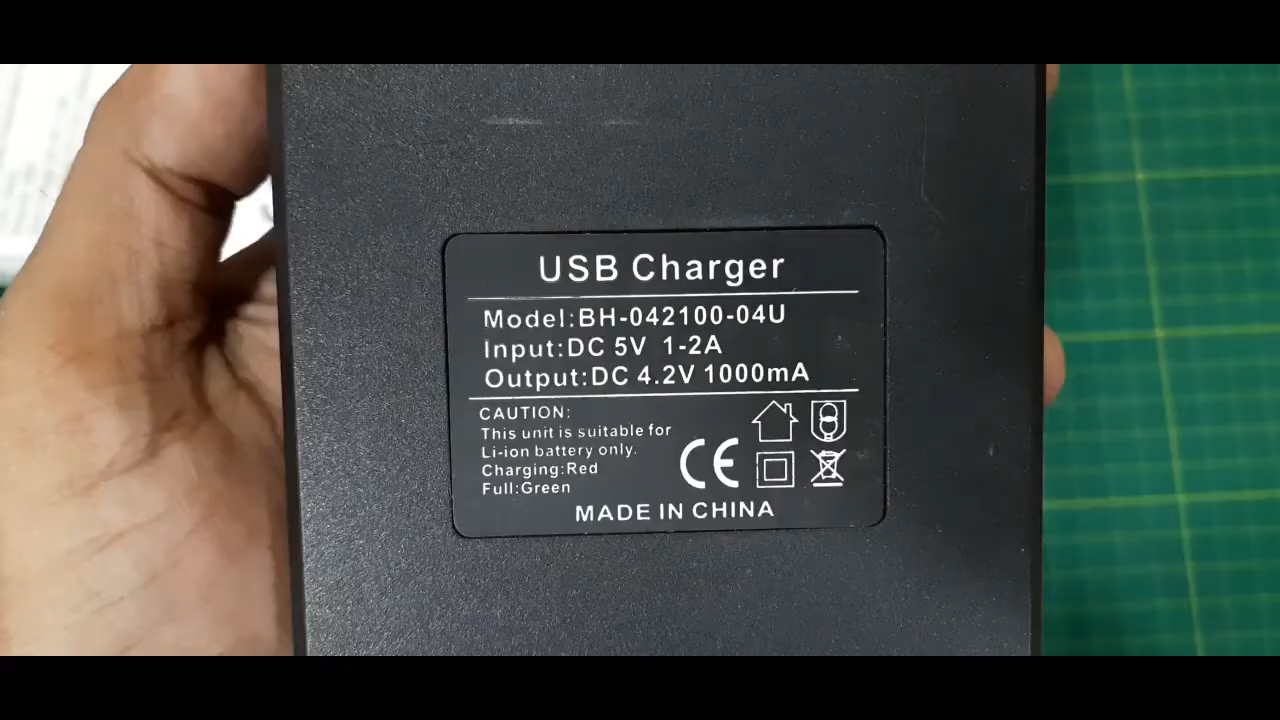 USB Charger
Model:BH-042100-04U
Input:DC 5V 1-2A
Output:DC 4.2V 1000mA
CAUTION:
This unit is suitable for
Li-ion battery only.
Charging:Red
Full:Green
CE
MADE IN CHINA